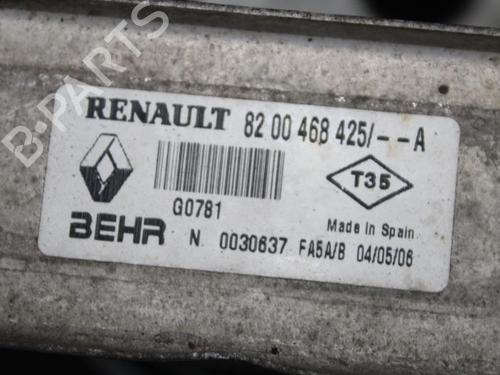 B-PARTS
RENAULT 82 00 468 425/--A
G0781
T35
Made in Spain
BEHR N 0030637 FA5A/B 04/05/06